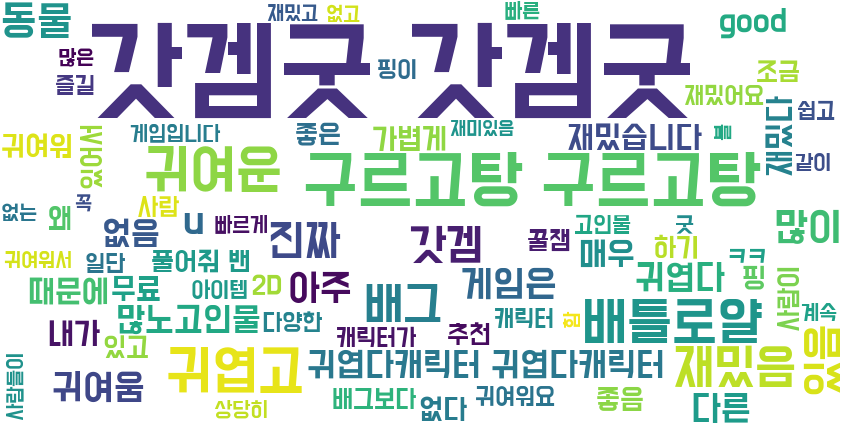 동물
재밌고
없고
빠른
good
많은
즐길
갓겜굿 갓겜굿
핑이
조금
재밌어요
쉽고
귀여워
있어서
게임입니다
좋은
가볍게
재미있음
재밌습니다
재밌다
같이
귀여운
구르고탕 구르고탕
없는
왜
꼭
사람
없음
u
빠르게
진짜
갓겜
꿀잼
고인물
굿
매우
하기
많이
ㅋㅋ
귀여워서
일단
풀어줘 밴
때문에
무료
아이템
2D
아주
배그
게임은
귀엽다
핑
사람이
많노고인물
다양한
캐릭터
함
배틀로얄
계속
내가
있고
캐릭터가
추천
귀엽고
귀엽다캐릭터 귀엽다캐릭터
재밌음
있음
사람들이
귀여움
상당히
배그보다
없다
귀여워요
좋음
다른